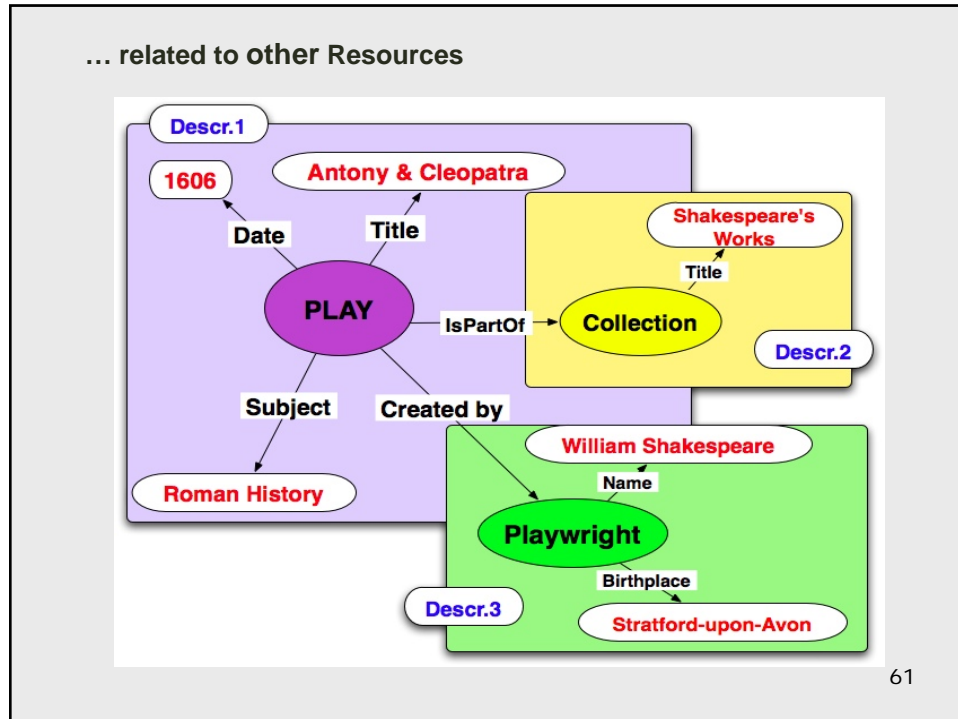 … related to other Resources
Descr.1
1606
Antony & Cleopatra
Date
Title
Shakespeare's
Works
Title
PLAY
IsPartOf
Collection
Descr.2
Subject
Created by
William Shakespeare
Name
Roman History
Playwright
Birthplace
Descr.3
Stratford-upon-Avon
61